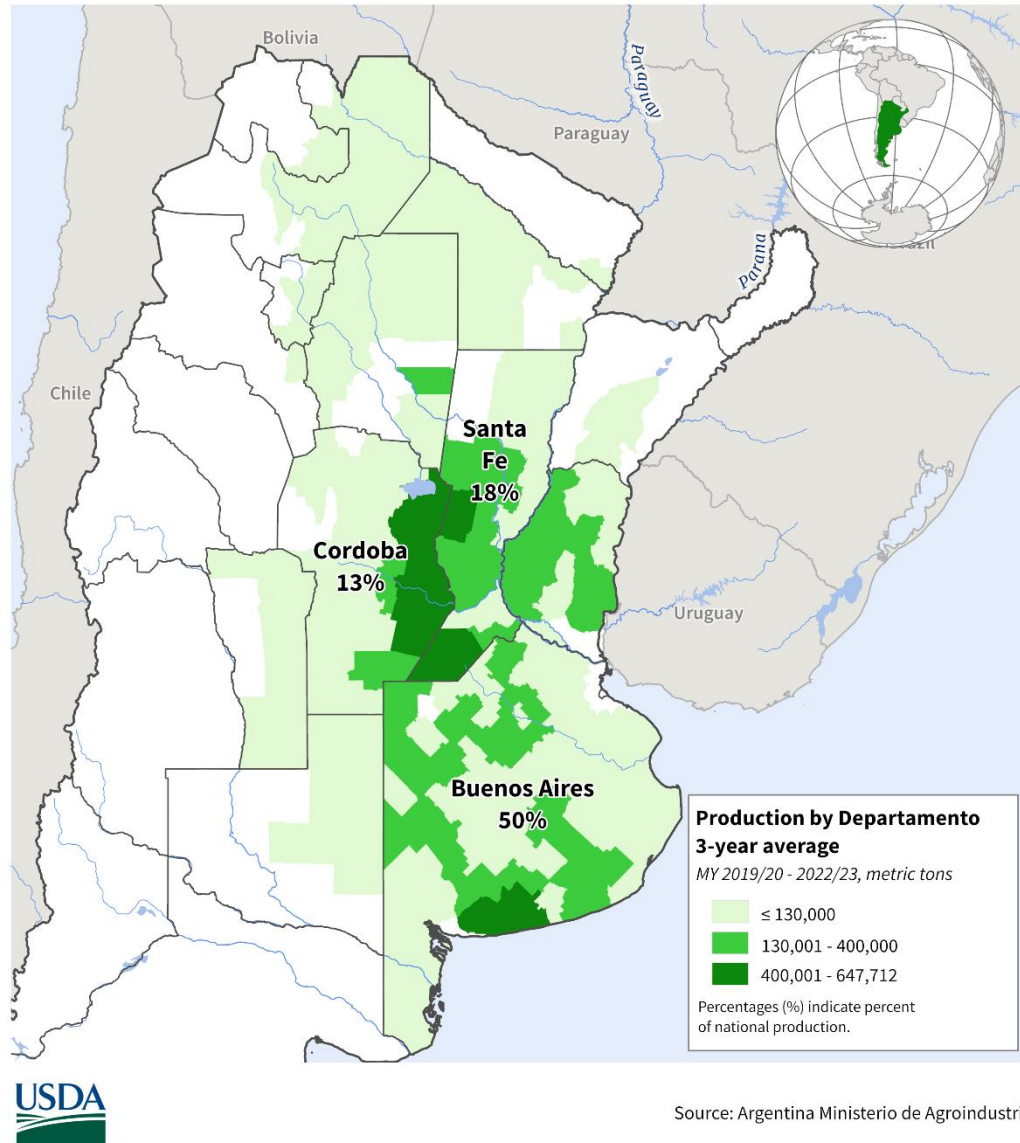 Bolivia
Paraguay
Paraguay
Parana
Chile
Santa
Fe
18%
Cordoba
13%
Uruguay
Buenos Aires
50%
Production by Departamento
3-year average
MY 2019/20 - 2022/23, metric tons
≤ 130,000
130,001 - 400,000
400,001 - 647,712
Percentages (%) indicate percent
of national production.
USDA
Source: Argentina Ministerio de Agroindustri